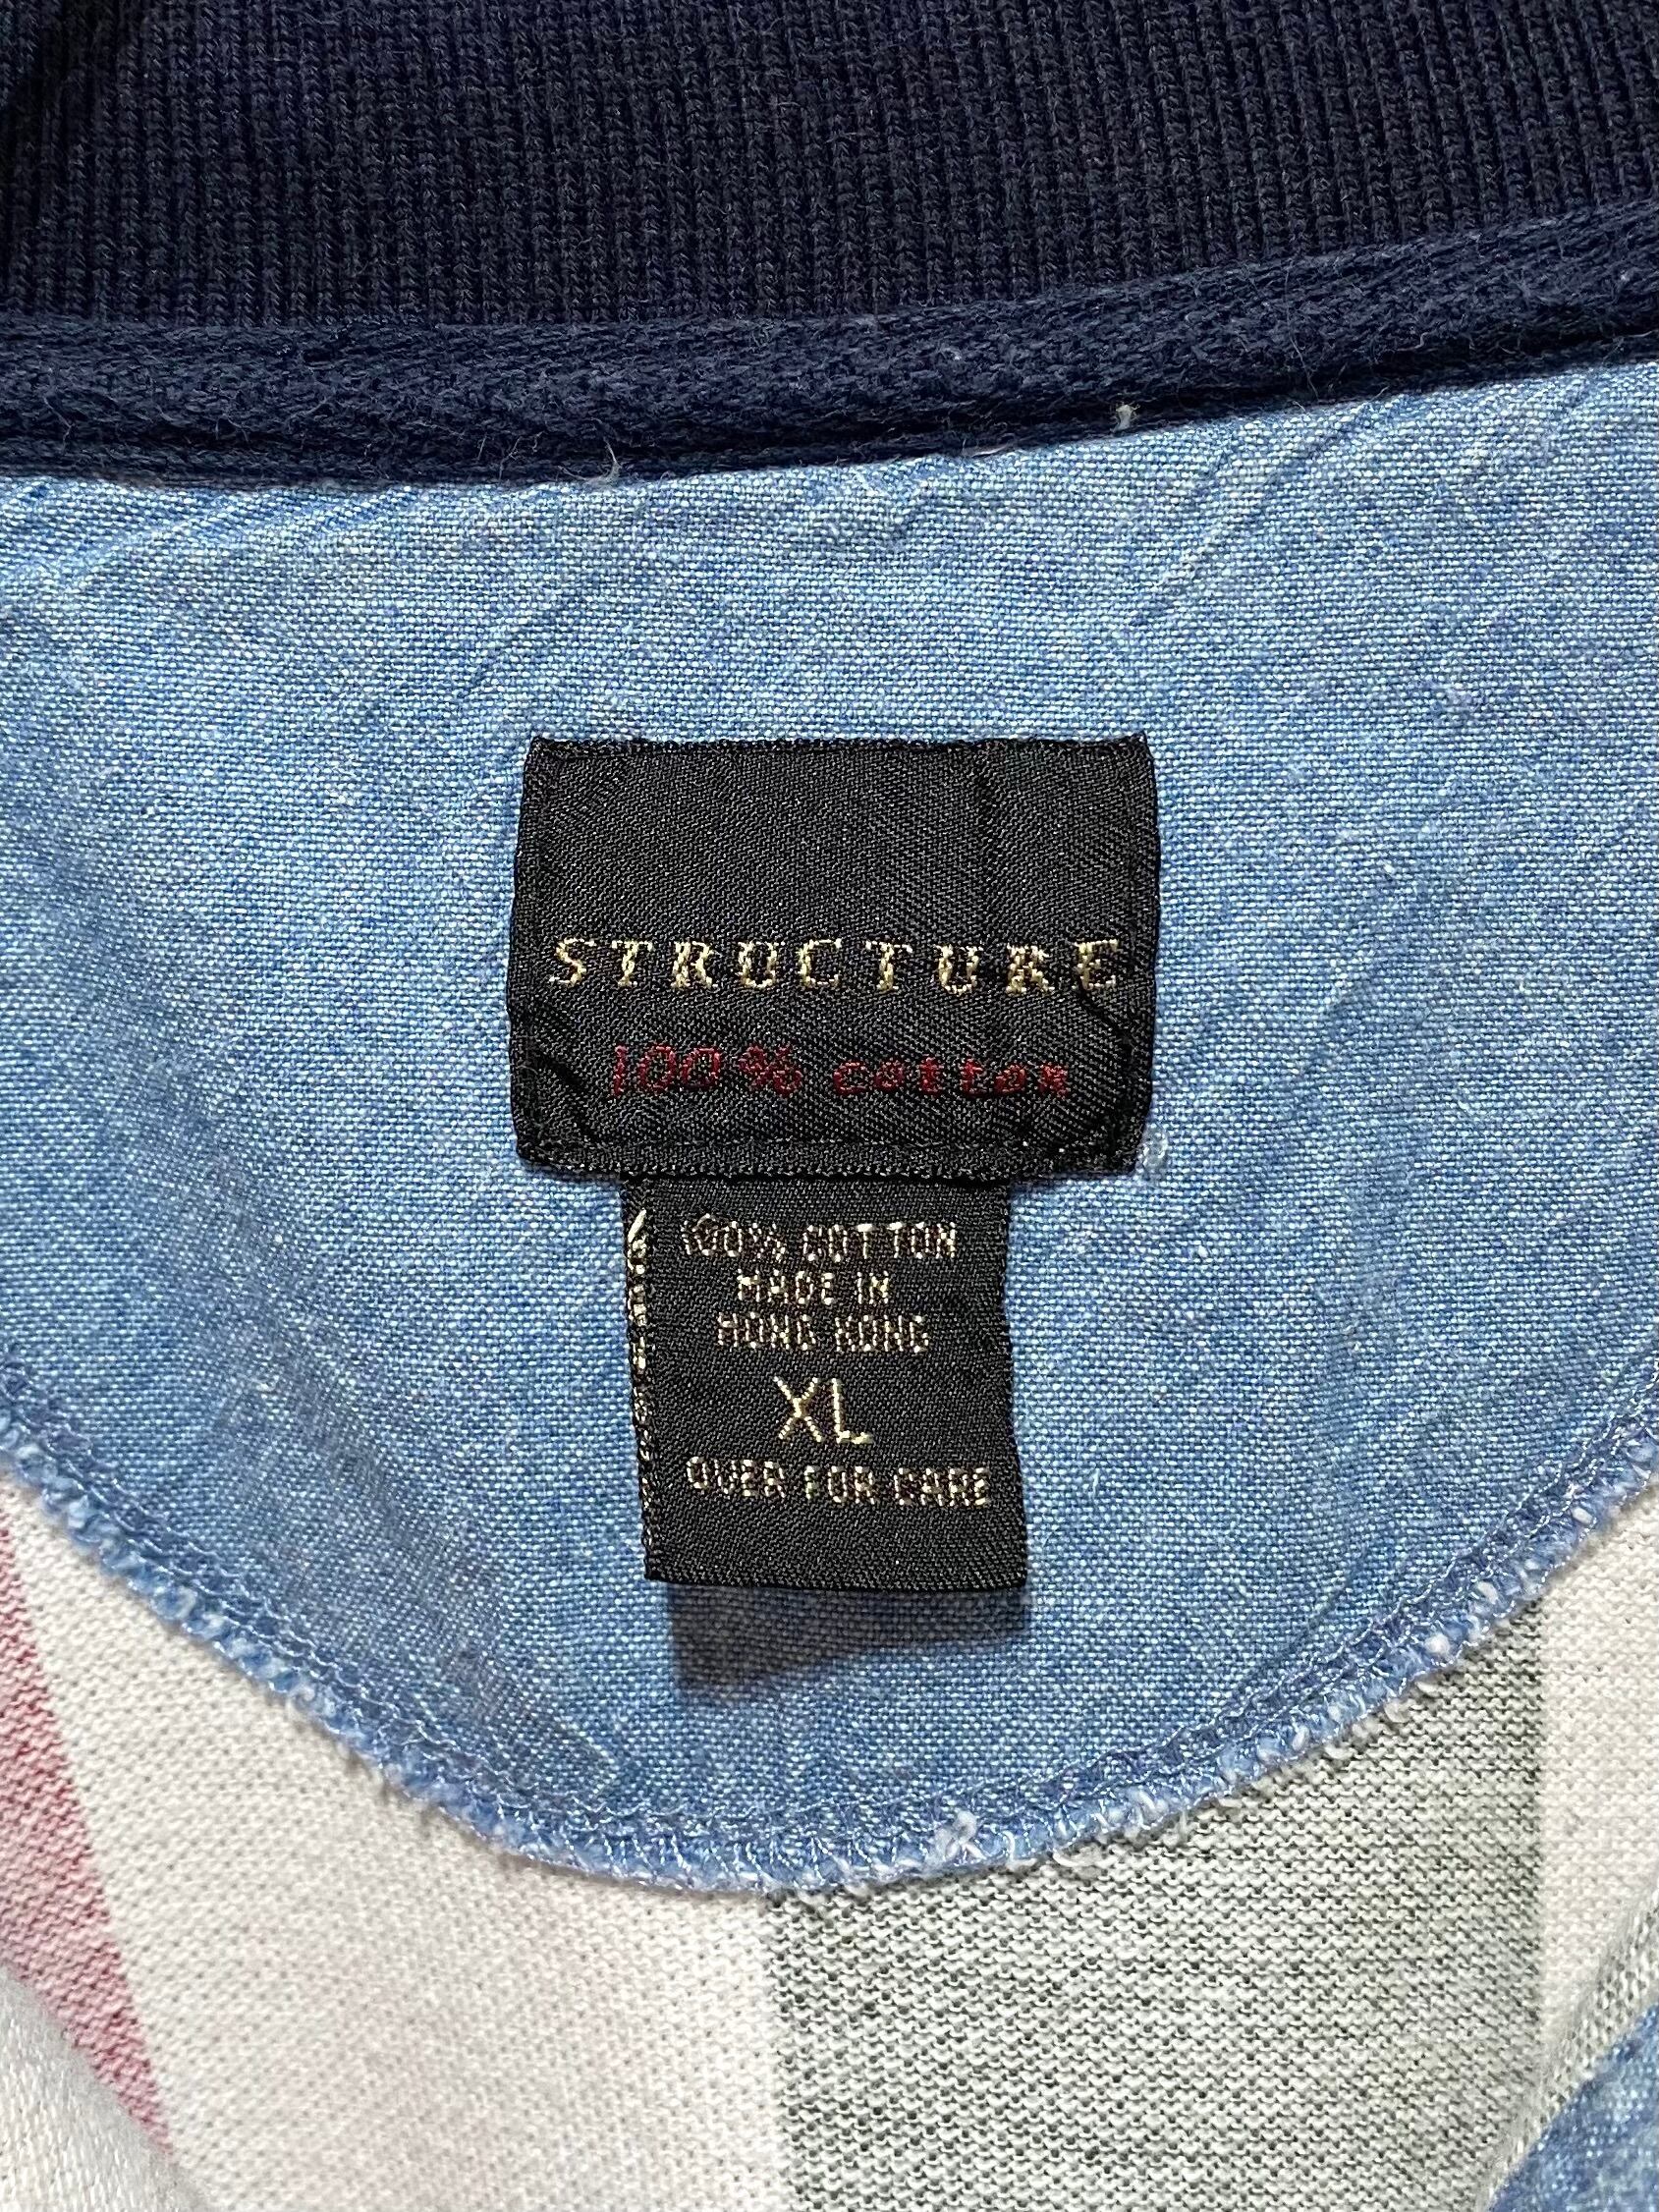 STRUCTURE
100% cotton
100% COTTON
MADE IN
HONG KONG
XL
OVER FOR CARE